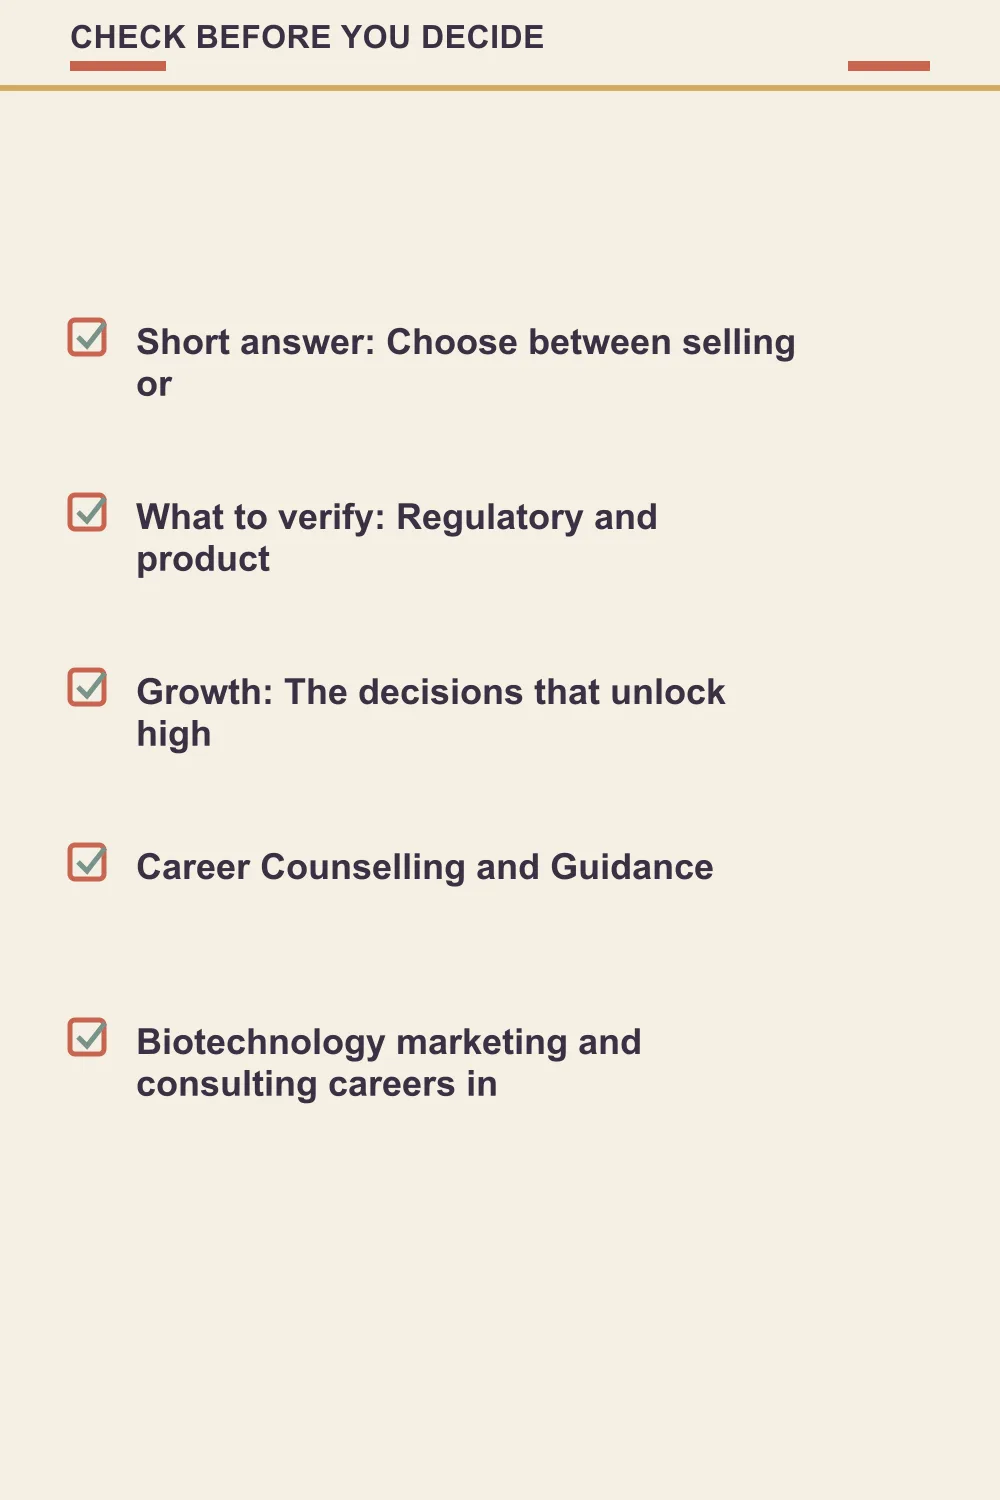 CHECK BEFORE YOU DECIDE
Short answer: Choose between selling
or
What to verify: Regulatory and
product
Growth: The decisions that unlock
high
Career Counselling and Guidance
Biotechnology marketing and
consulting careers in